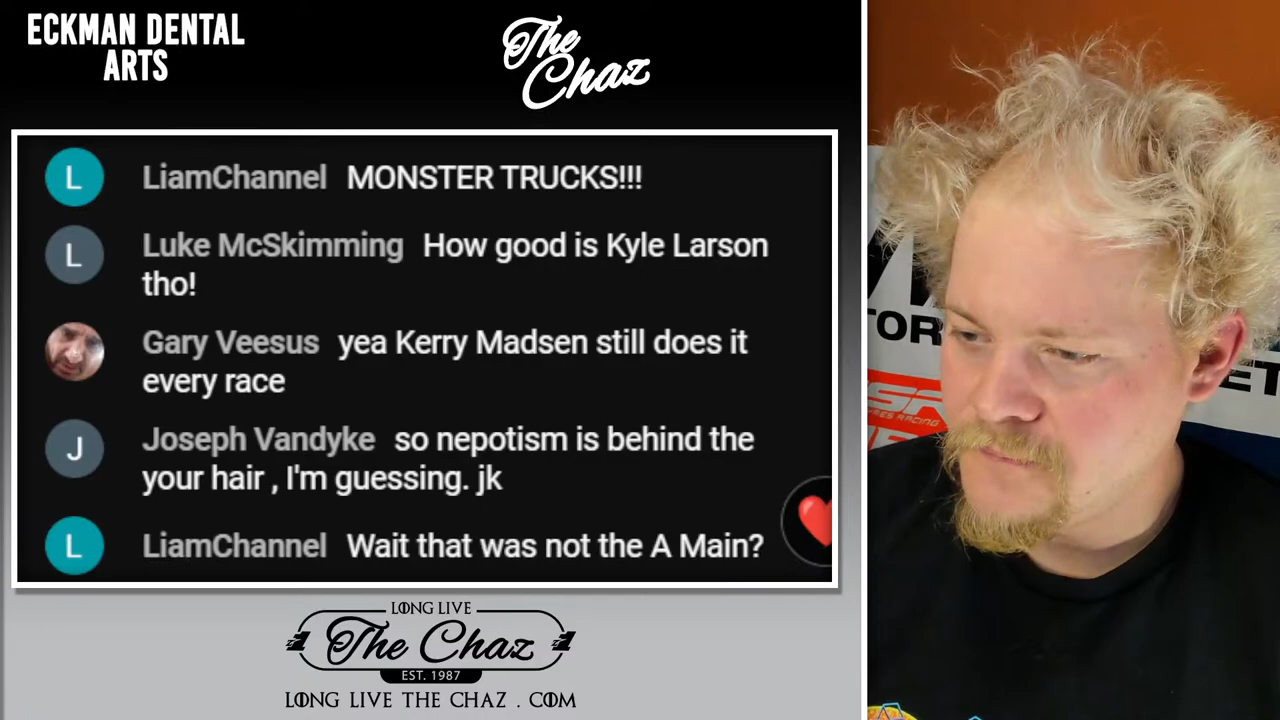 ECKMAN DENTAL
ARTS
The
Chaz
L LiamChannel MONSTER TRUCKS!!!
L Luke McSkimming How good is Kyle Larson
tho!
Gary Veesus yea Kerry Madsen still does it
every race
J Joseph Vandyke so nepotism is behind the
your hair , I'm guessing. jk
L LiamChannel Wait that was not the A Main?
LONG LIVE
The Chaz
EST. 1987
LONG LIVE THE CHAZ . COM
RACING